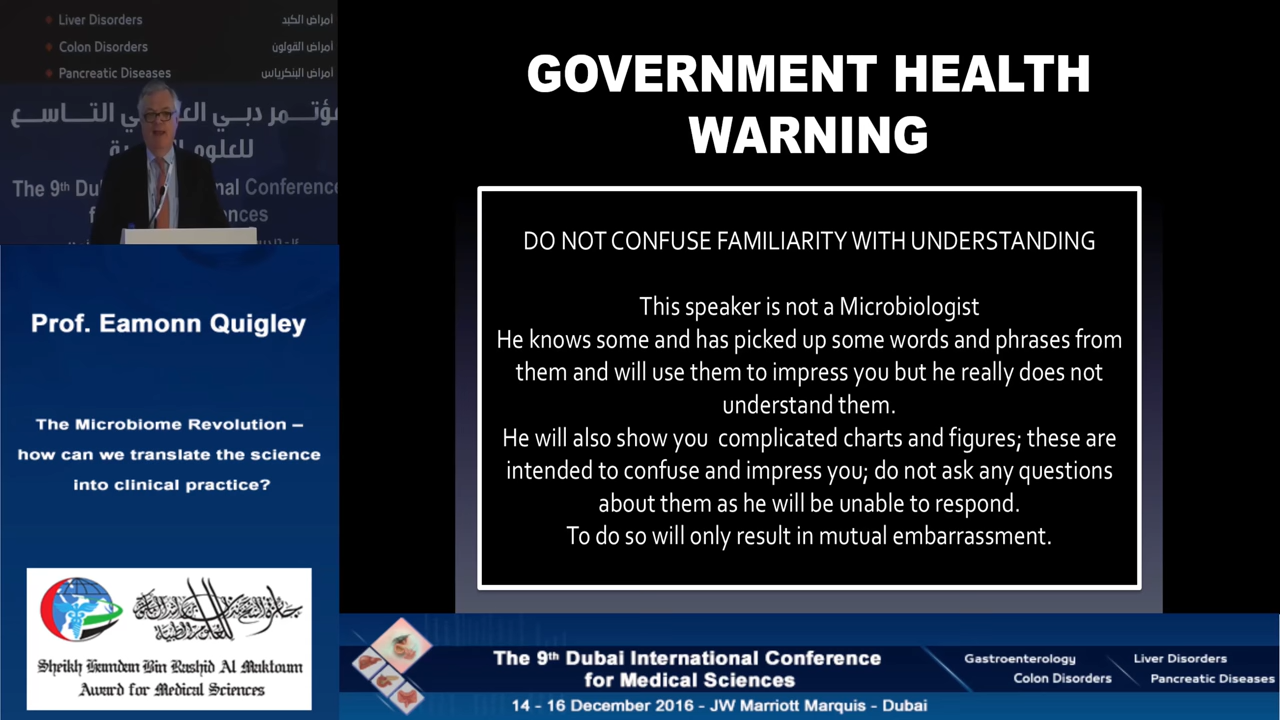 Liver Disorders
أمراض الكبد
Colon Disorders
أمراض القولون
Pancreatic Diseases
أمراض البنكرياس
التـاسـع
The 9th Du
nal Conference
ences
Prof. Eamonn Quigley
The Microbiome Revolution –
how can we translate the science
into clinical practice?
Sheikh Hamdan Bin Rashid Al Maktoum
Award for Medical Sciences
GOVERNMENT HEALTH
WARNING
DO NOT CONFUSE FAMILIARITY WITH UNDERSTANDING
This speaker is not a Microbiologist
He knows some and has picked up some words and phrases from
them and will use them to impress you but he really does not
understand them.
He will also show you complicated charts and figures; these are
intended to confuse and impress you; do not ask any questions
about them as he will be unable to respond.
To do so will only result in mutual embarrassment.
The 9th Dubai International Conference
for Medical Sciences
14 - 16 December 2016 - JW Marriott Marquis - Dubai
Gastroenterology
Liver Disorders
Colon Disorders
Pancreatic Diseases